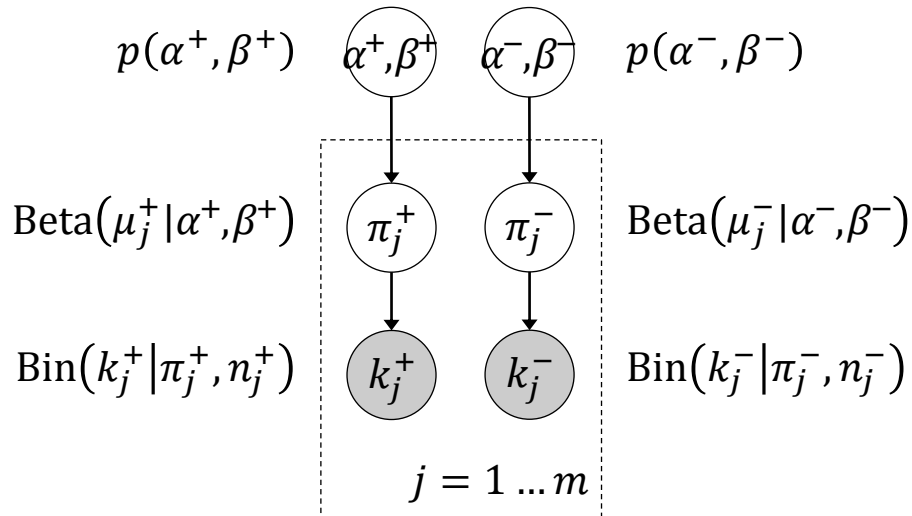 p(α⁺, β⁺) α⁺,β⁺ α⁻,β⁻ p(α⁻, β⁻)
Beta(μⱼ⁺|α⁺,β⁺) πⱼ⁺ πⱼ⁻ Beta(μⱼ⁻|α⁻,β⁻)
Bin(kⱼ⁺|πⱼ⁺, nⱼ⁺) kⱼ⁺ kⱼ⁻ Bin(kⱼ⁻|πⱼ⁻, nⱼ⁻)
j = 1 … m